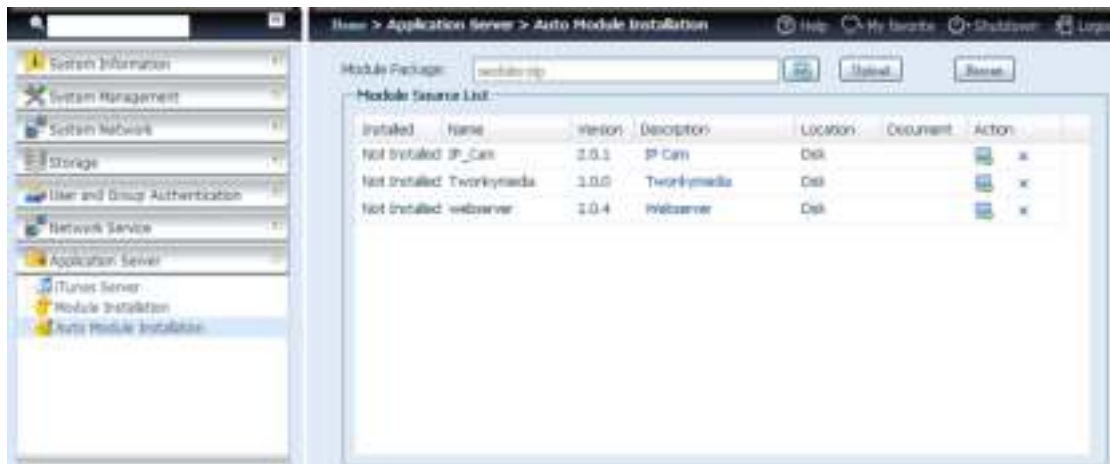 Home > Application Server > Auto Module Installation
Help My favorite Shutdown
System Information
System Management
System Network
Storage
User and Group Authentication
Network Service
Application Server
iTunes Server
Module Installation
Auto Module Installation
Module Package: Upload
Module Source List
Installed Name Version Description Location Document Action
Not Installed IP_Cam 2.0.1 IP Cam Disk
Not Installed Twonkymedia 1.0.0 Twonkymedia Disk
Not Installed webserver 1.0.4 Webserver Disk